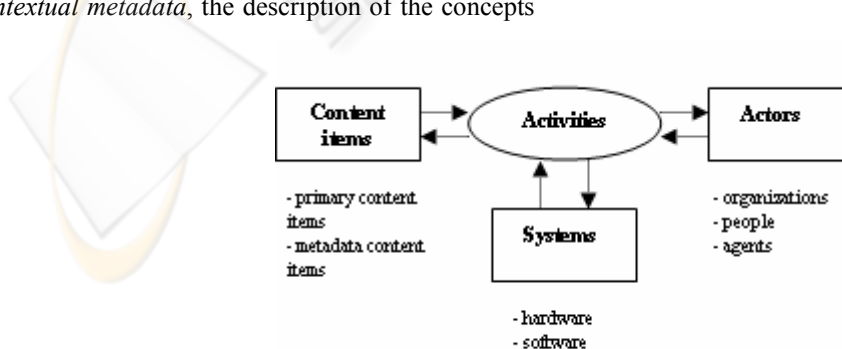 ntextual metadata, the description of the concepts
Content
items
Activities
Actors
- primary content
items
- metadata content
items
Systems
- organizations
- people
- agents
- hardware
- software